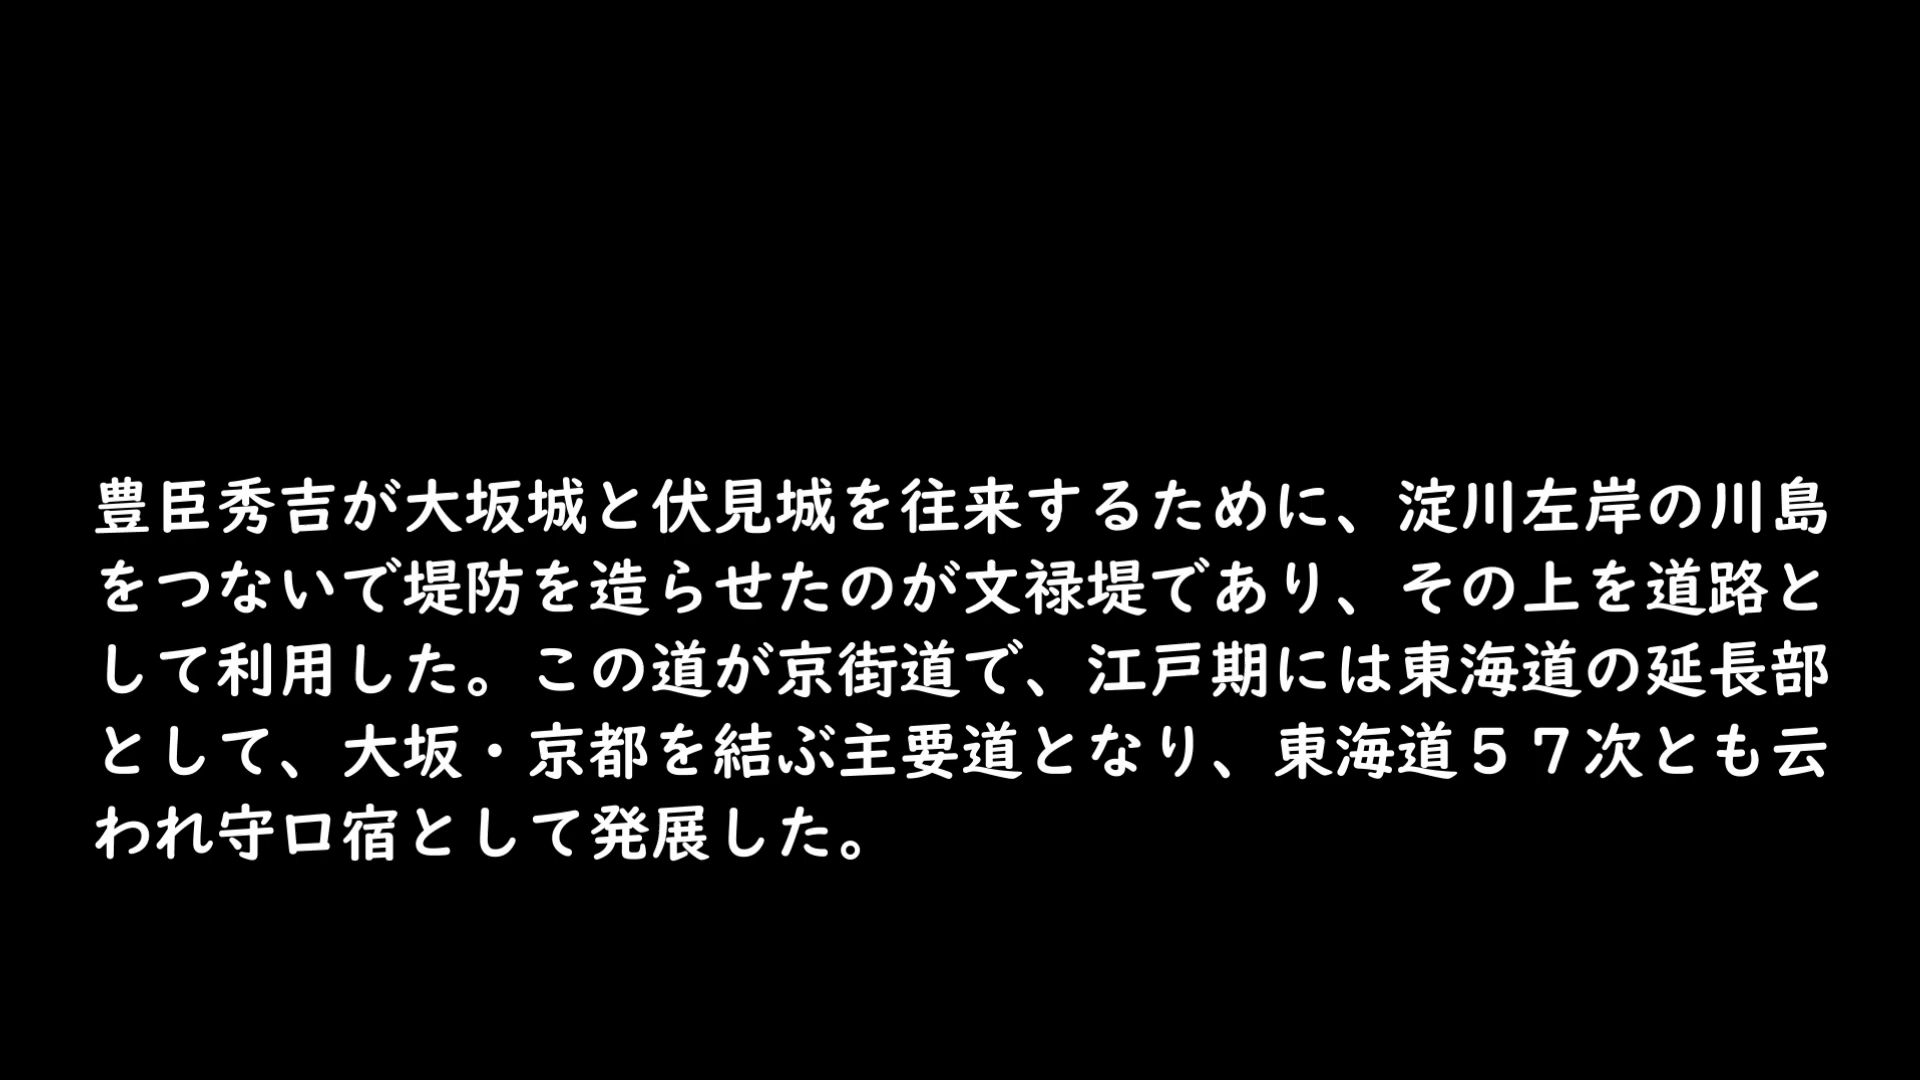 豊臣秀吉が大坂城と伏見城を往来するために、淀川左岸の川島
をつないで堤防を造らせたのが文禄堤であり、その上を道路と
して利用した。この道が京街道で、江戸期には東海道の延長部
として、大坂・京都を結ぶ主要道となり、東海道５７次とも云
われ守口宿として発展した。